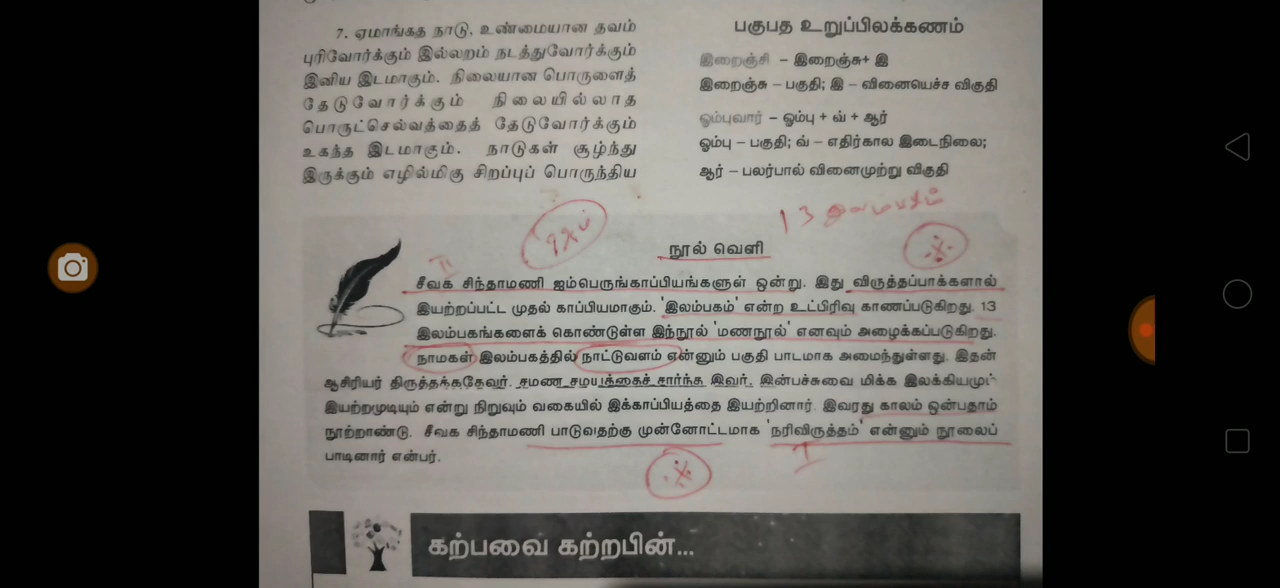 7. ஏமாங்கத நாடு, உண்மையான தவம்
புரிவோர்க்கும் இல்லறம் நடத்துவோர்க்கும்
இனிய இடமாகும். நிலையான பொருளைத்
தேடுவோர்க்கும் நிலையில்லாத
பொருட்செல்வத்தைத் தேடுவோர்க்கும்
உகந்த இடமாகும். நாடுகள் சூழ்ந்து
இருக்கும் எழில்மிகு சிறப்புப் பொருந்திய
பகுபத உறுப்பிலக்கணம்
இறைஞ்சி – இறைஞ்சு+ இ
இறைஞ்சு – பகுதி; இ – வினையெச்ச விகுதி
ஓம்புவார் – ஓம்பு + வ் + ஆர்
ஓம்பு – பகுதி; வ் – எதிர்கால இடைநிலை;
ஆர் – பலர்பால் வினைமுற்று விகுதி
13
நூல் வெளி
II
சீவக சிந்தாமணி ஐம்பெருங்காப்பியங்களுள் ஒன்று. இது விருத்தப்பாக்களால்
இயற்றப்பட்ட முதல் காப்பியமாகும். 'இலம்பகம்' என்ற உட்பிரிவு காணப்படுகிறது. 13
இலம்பகங்களைக் கொண்டுள்ள இந்நூல் 'மணநூல்' எனவும் அழைக்கப்படுகிறது.
நாமகள் இலம்பகத்தில் நாட்டுவளம் என்னும் பகுதி பாடமாக அமைந்துள்ளது. இதன்
ஆசிரியர் திருத்தக்கதேவர். சமண சமயத்தைச் சார்ந்த இவர், இன்பச்சுவை மிக்க இலக்கியமும்
இயற்றமுடியும் என்று நிறுவும் வகையில் இக்காப்பியத்தை இயற்றினார். இவரது காலம் ஒன்பதாம்
நூற்றாண்டு. சீவக சிந்தாமணி பாடுவதற்கு முன்னோட்டமாக 'நரிவிருத்தம்' என்னும் நூலைப்
பாடினார் என்பர்.
I
கற்பவை கற்றபின்...